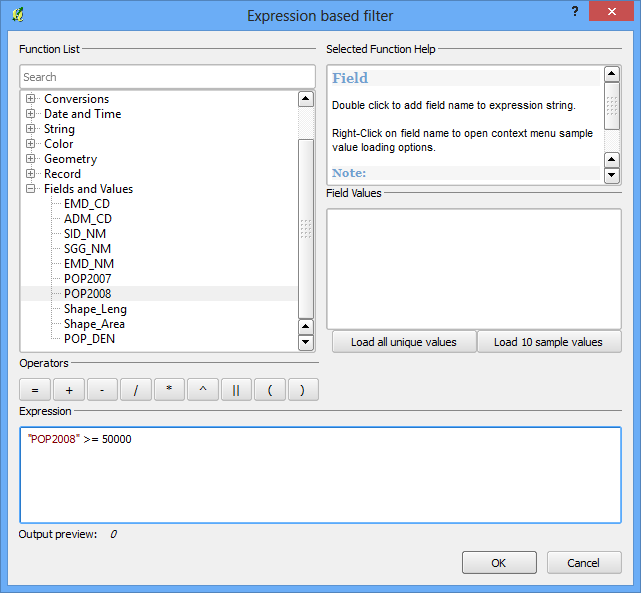 Expression based filter
?
Function List
Search
Conversions
Date and Time
String
Color
Geometry
Record
Fields and Values
EMD_CD
ADM_CD
SID_NM
SGG_NM
EMD_NM
POP2007
POP2008
Shape_Leng
Shape_Area
POP_DEN
Selected Function Help
Field
Double click to add field name to expression string.
Right-Click on field name to open context menu sample
value loading options.
Note:
Field Values
Load all unique values
Load 10 sample values
Operators
= + - / * ^ || ( )
Expression
"POP2008" >= 50000
Output preview: 0
OK
Cancel